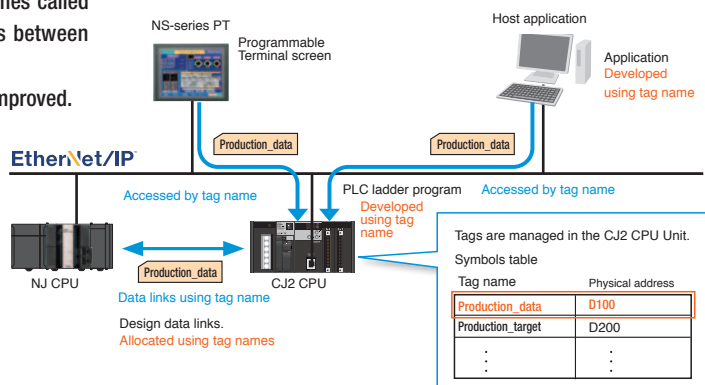 mes called
s between
mproved.
NS-series PT
Programmable
Terminal screen
Host application
Application
Developed
using tag name
Production_data
Production_data
EtherNet/IP™
Accessed by tag name
PLC ladder program
Developed
using tag
name
Accessed by tag name
NJ CPU
Production_data
CJ2 CPU
Data links using tag name
Design data links.
Allocated using tag names
Tags are managed in the CJ2 CPU Unit.
Symbols table
Tag name Physical address
Production_data D100
Production_target D200